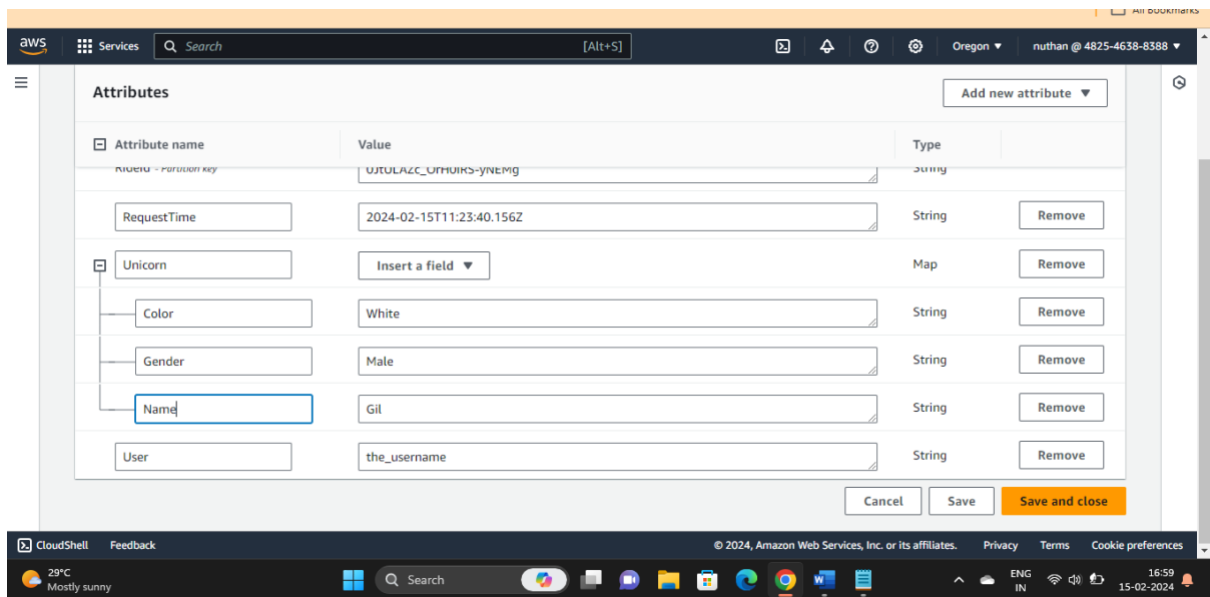 All Bookmarks
aws Services Search [Alt+S] Oregon ▼ nuthan @ 4825-4638-8388 ▼
Attributes Add new attribute ▼
Attribute name Value Type
RideId - Partition key String
RequestTime 2024-02-15T11:23:40.156Z String Remove
Unicorn Insert a field ▼ Map Remove
Color White String Remove
Gender Male String Remove
Name Gil String Remove
User the_username String Remove
Cancel Save Save and close
CloudShell Feedback © 2024, Amazon Web Services, Inc. or its affiliates. Privacy Terms Cookie preferences
29°C
Mostly sunny
Search
ENG
IN
16:59
15-02-2024